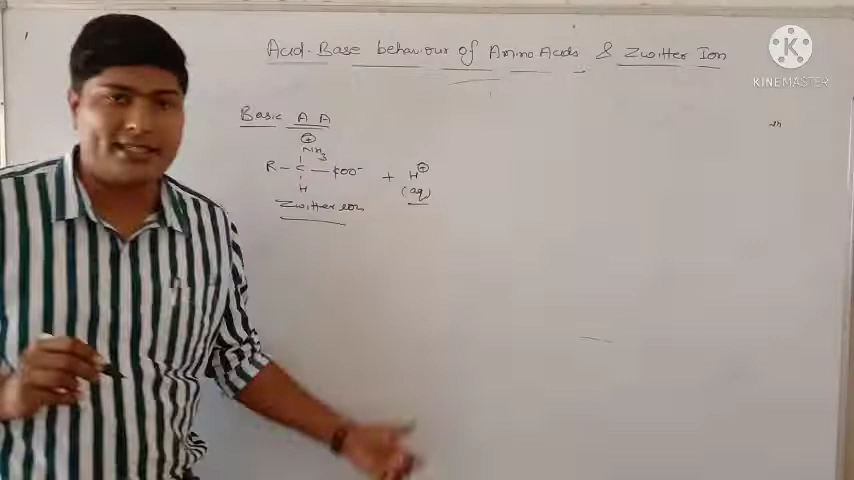 Acid-Base behaviour of Amino Acids & Zwitter Ion
K
KINEMASTER
Basic A A
⊕
NH3
R - C - COO⁻ + H⊕
H (aq)
Zwitter ion